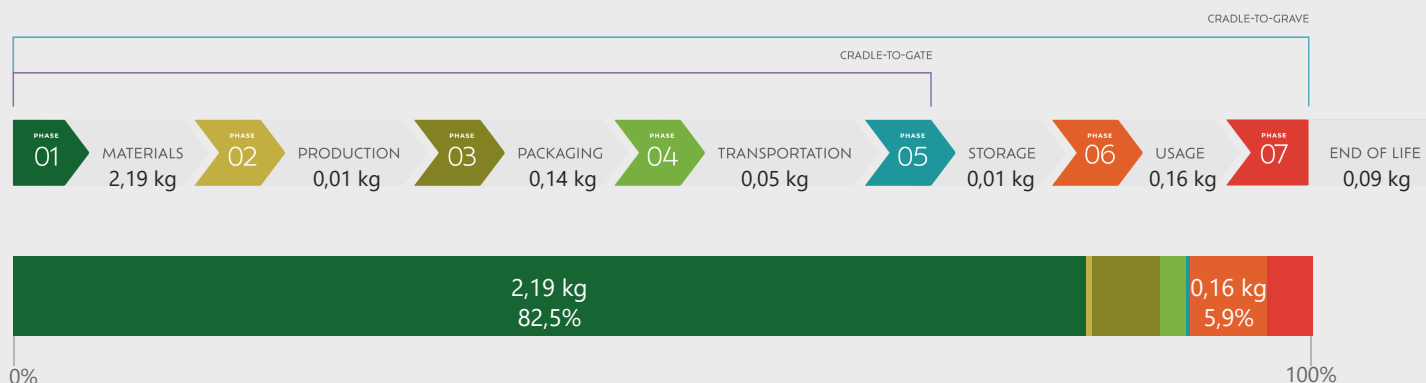 CRADLE-TO-GRAVE
CRADLE-TO-GATE
PHASE
01
MATERIALS
2,19 kg
PHASE
02
PRODUCTION
0,01 kg
PHASE
03
PACKAGING
0,14 kg
PHASE
04
TRANSPORTATION
0,05 kg
PHASE
05
STORAGE
0,01 kg
PHASE
06
USAGE
0,16 kg
PHASE
07
END OF LIFE
0,09 kg
2,19 kg
82,5%
0,16 kg
5,9%
0%
100%